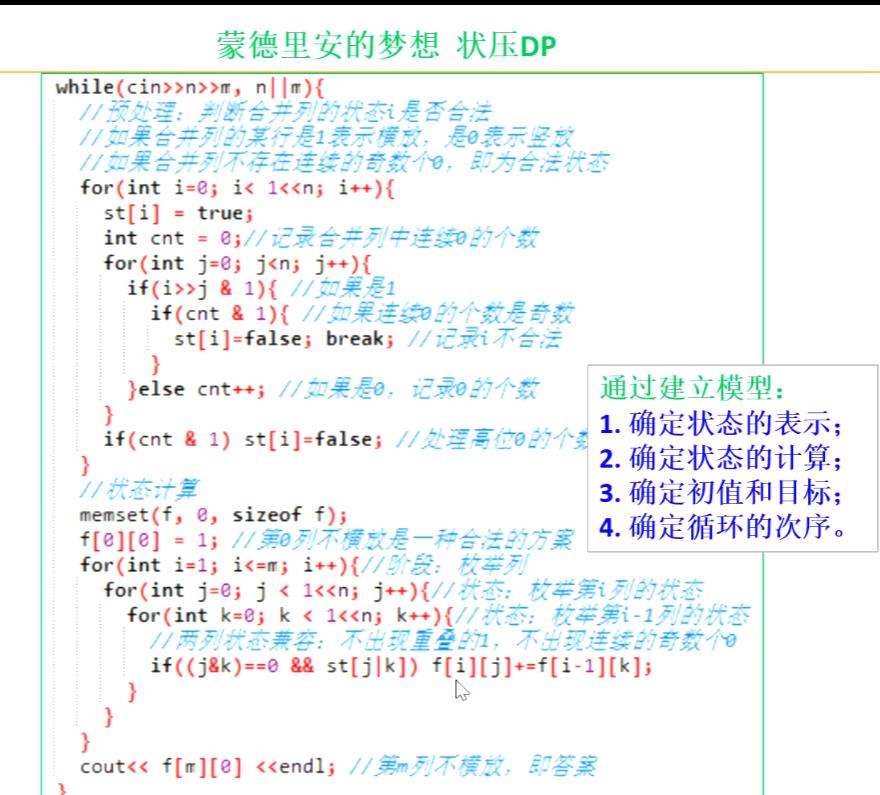 蒙德里安的梦想 状压DP
while(cin>>n>>m, n||m){
//预处理：判断合并列的状态i是否合法
//如果合并列的某行是1表示横放，是0表示竖放
//如果合并列不存在连续的奇数个0，即为合法状态
for(int i=0; i< 1<<n; i++){
st[i] = true;
int cnt = 0;//记录合并列中连续0的个数
for(int j=0; j<n; j++){
if(i>>j & 1){ //如果是1
if(cnt & 1){ //如果连续0的个数是奇数
st[i]=false; break; //记录i不合法
}
}else cnt++; //如果是0，记录0的个数
}
if(cnt & 1) st[i]=false; //处理高位0的个数
}
//状态计算
memset(f, 0, sizeof f);
f[0][0] = 1; //第0列不横放是一种合法的方案
for(int i=1; i<=m; i++){//阶段：枚举列
for(int j=0; j < 1<<n; j++){//状态：枚举第i列的状态
for(int k=0; k < 1<<n; k++){//状态：枚举第i-1列的状态
//两列状态兼容：不出现重叠的1，不出现连续的奇数个0
if((j&k)==0 && st[j|k]) f[i][j]+=f[i-1][k];
}
}
}
cout<< f[m][0] <<endl; //第m列不横放，即答案
}
通过建立模型：
1. 确定状态的表示；
2. 确定状态的计算；
3. 确定初值和目标；
4. 确定循环的次序。